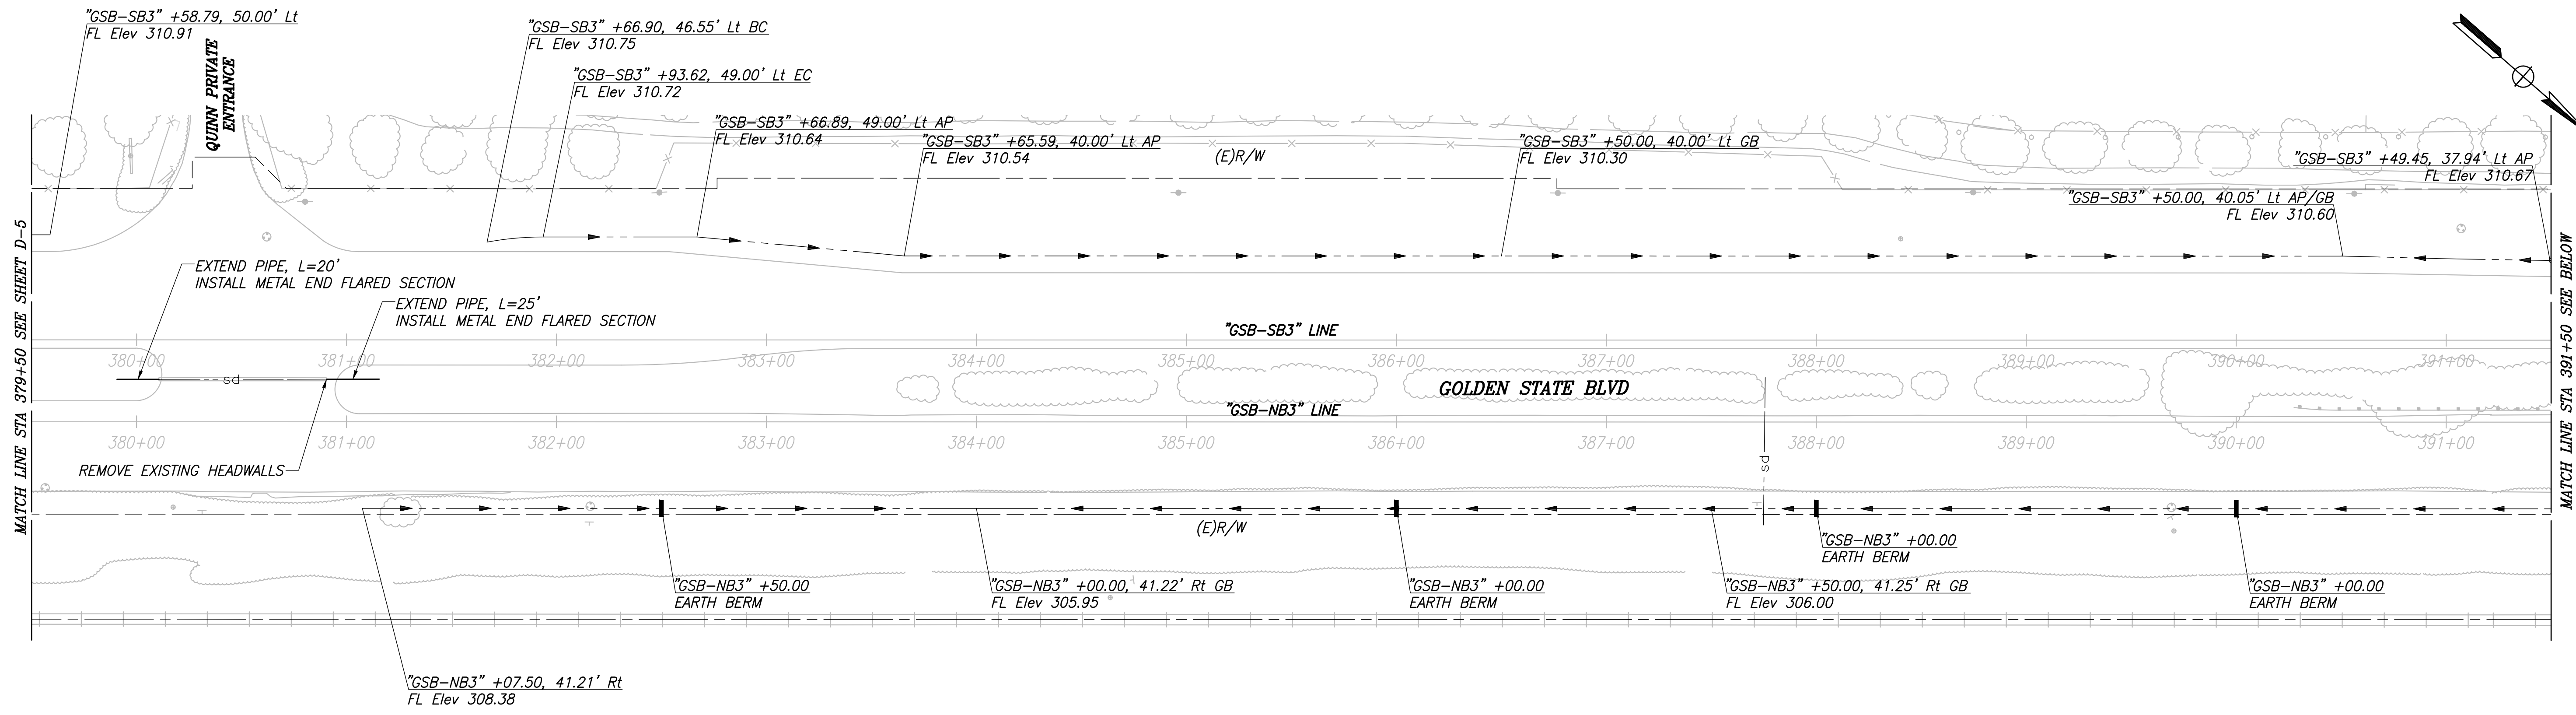 "GSB-SB3" +58.79, 50.00' Lt
FL Elev 310.91
QUINN PRIVATE
ENTRANCE
"GSB-SB3" +66.90, 46.55' Lt BC
FL Elev 310.75
"GSB-SB3" +93.62, 49.00' Lt EC
FL Elev 310.72
"GSB-SB3" +66.89, 49.00' Lt AP
FL Elev 310.64
"GSB-SB3" +65.59, 40.00' Lt AP
FL Elev 310.54
(E)R/W
"GSB-SB3" +50.00, 40.00' Lt GB
FL Elev 310.30
"GSB-SB3" +49.45, 37.94' Lt AP
FL Elev 310.67
"GSB-SB3" +50.00, 40.05' Lt AP/GB
FL Elev 310.60
MATCH LINE STA 379+50 SEE SHEET D-5
EXTEND PIPE, L=20'
INSTALL METAL END FLARED SECTION
EXTEND PIPE, L=25'
INSTALL METAL END FLARED SECTION
"GSB-SB3" LINE
380+00 381+00 382+00 383+00 384+00 385+00 386+00 387+00 388+00 389+00 390+00 391+00
sd
GOLDEN STATE BLVD
"GSB-NB3" LINE
380+00 381+00 382+00 383+00 384+00 385+00 386+00 387+00 388+00 389+00 390+00 391+00
REMOVE EXISTING HEADWALLS
sd
(E)R/W
MATCH LINE STA 391+50 SEE BELOW
"GSB-NB3" +00.00
EARTH BERM
"GSB-NB3" +50.00
EARTH BERM
"GSB-NB3" +00.00, 41.22' Rt GB
FL Elev 305.95
"GSB-NB3" +00.00
EARTH BERM
"GSB-NB3" +50.00, 41.25' Rt GB
FL Elev 306.00
"GSB-NB3" +00.00
EARTH BERM
"GSB-NB3" +07.50, 41.21' Rt
FL Elev 308.38